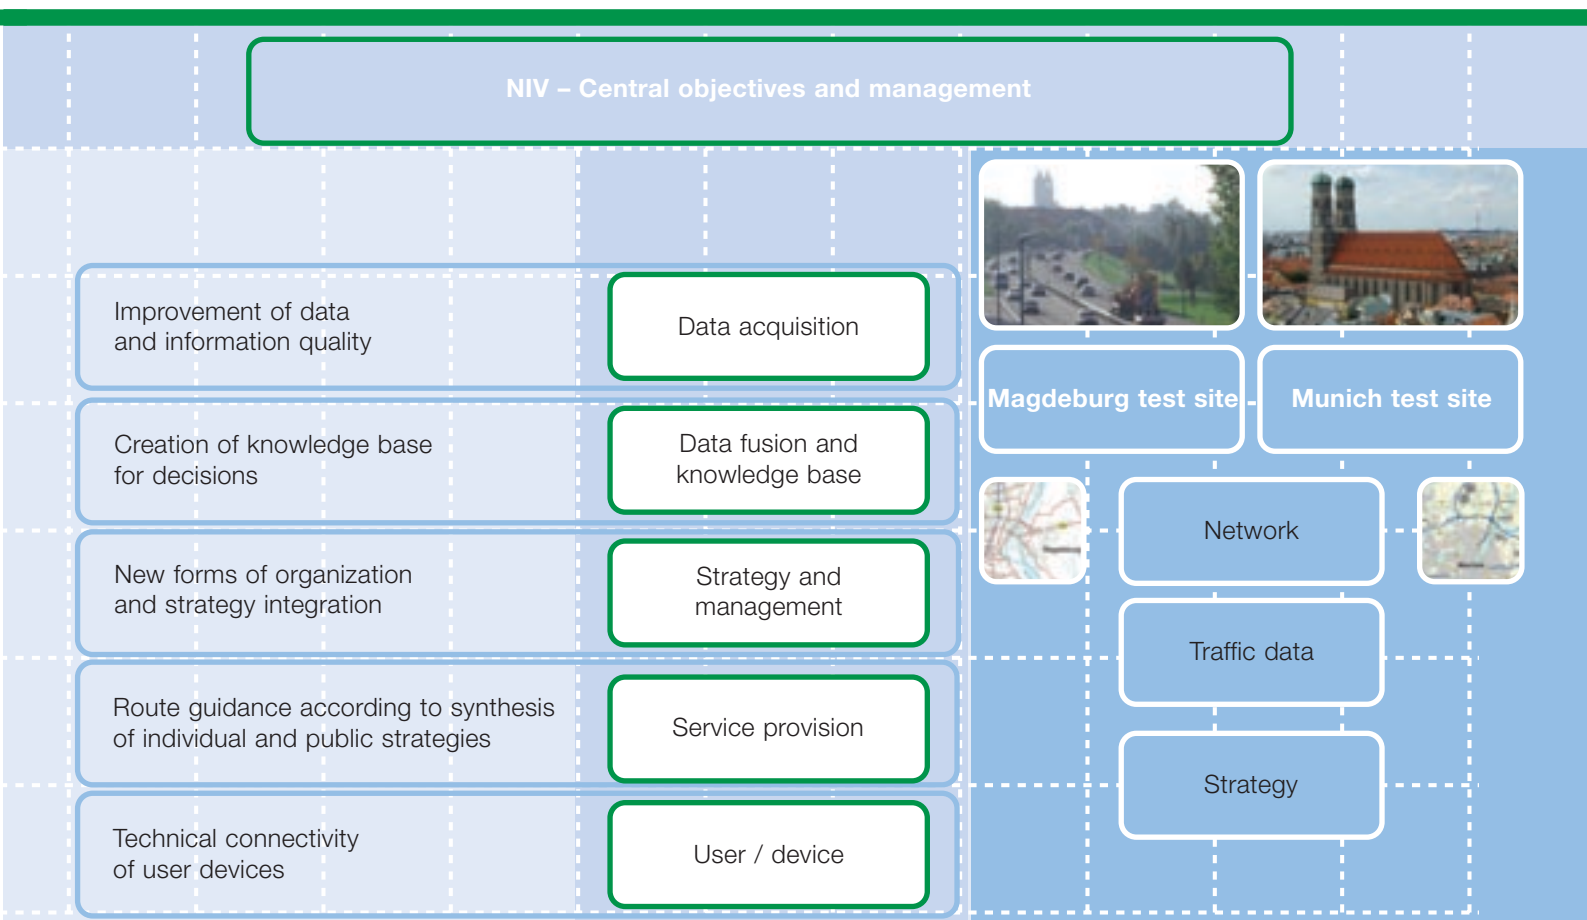 NIV – Central objectives and management
Improvement of data
and information quality
Data acquisition
Creation of knowledge base
for decisions
Data fusion and
knowledge base
New forms of organization
and strategy integration
Strategy and
management
Route guidance according to synthesis
of individual and public strategies
Service provision
Technical connectivity
of user devices
User / device
Magdeburg test site
Munich test site
Network
Traffic data
Strategy